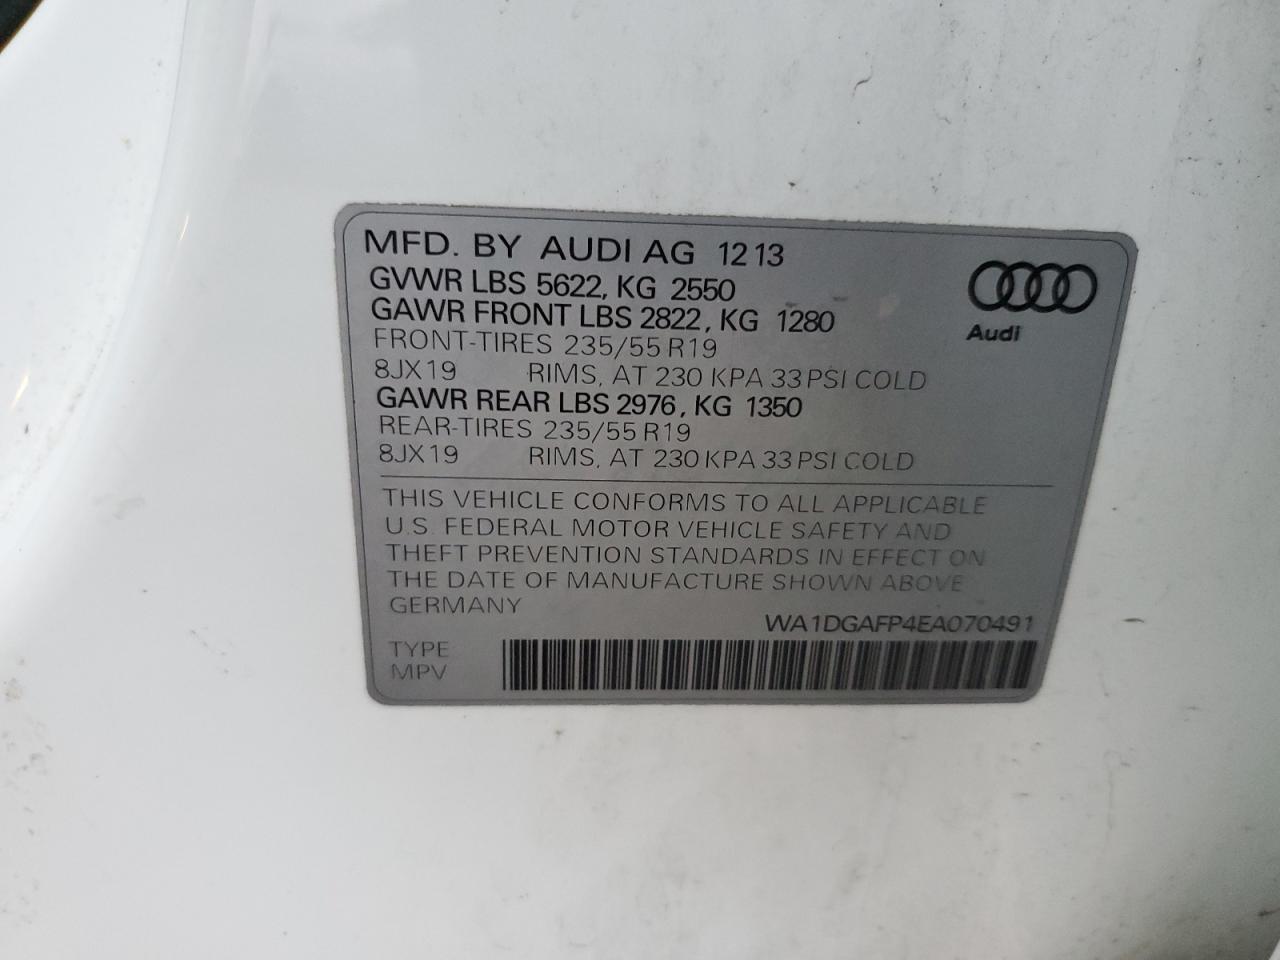 MFD. BY AUDI AG 12 13
GVWR LBS 5622, KG 2550
GAWR FRONT LBS 2822, KG 1280
Audi
FRONT-TIRES 235/55 R19
8JX19 RIMS, AT 230 KPA 33 PSI COLD
GAWR REAR LBS 2976, KG 1350
REAR-TIRES 235/55 R19
8JX19 RIMS, AT 230 KPA 33 PSI COLD
THIS VEHICLE CONFORMS TO ALL APPLICABLE
U.S. FEDERAL MOTOR VEHICLE SAFETY AND
THEFT PREVENTION STANDARDS IN EFFECT ON
THE DATE OF MANUFACTURE SHOWN ABOVE
GERMANY
WA1DGAFP4EA070491
TYPE
MPV